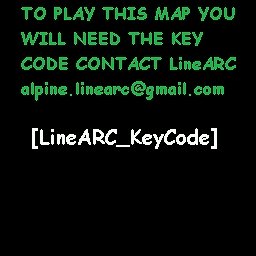 TO PLAY THIS MAP YOU
WILL NEED THE KEY
CODE CONTACT LineARC
alpine.linearc@gmail.com
[LineARC_KeyCode]